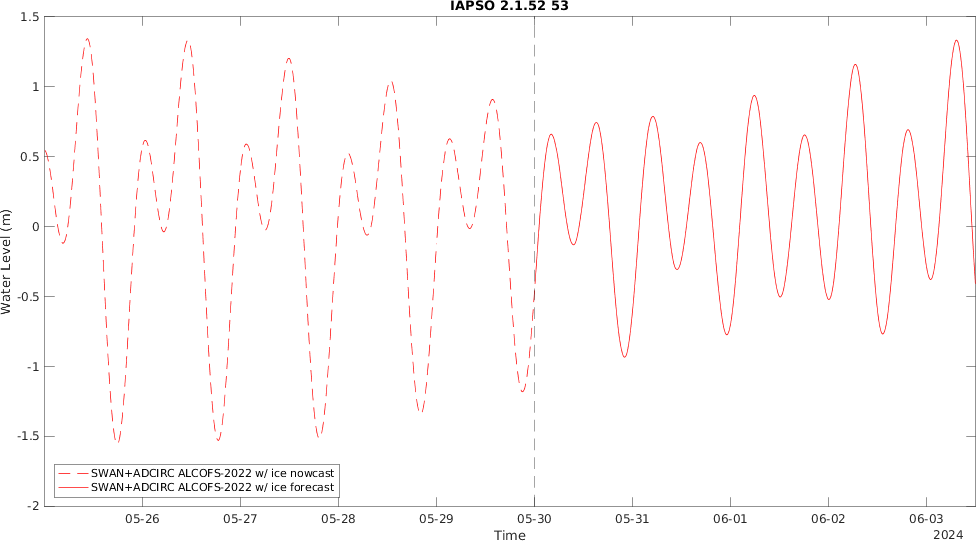 IAPSO 2.1.52 53
1.5
1
0.5
0
-0.5
-1
-1.5
-2
Water Level (m)
SWAN+ADCIRC ALCOFS-2022 w/ ice nowcast
SWAN+ADCIRC ALCOFS-2022 w/ ice forecast
05-26 05-27 05-28 05-29 05-30 05-31 06-01 06-02 06-03
Time
2024